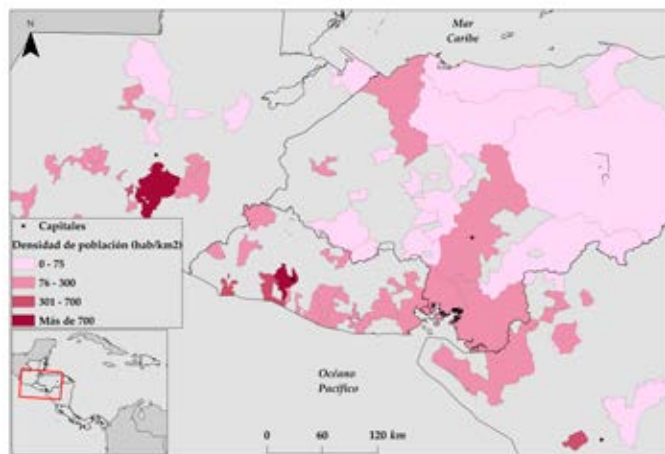 N
Mar
Caribe
• Capitales
Densidad de población (hab/km2)
0 - 75
76 - 300
301 - 700
Más de 700
Océano
Pacífico
0 60 120 km